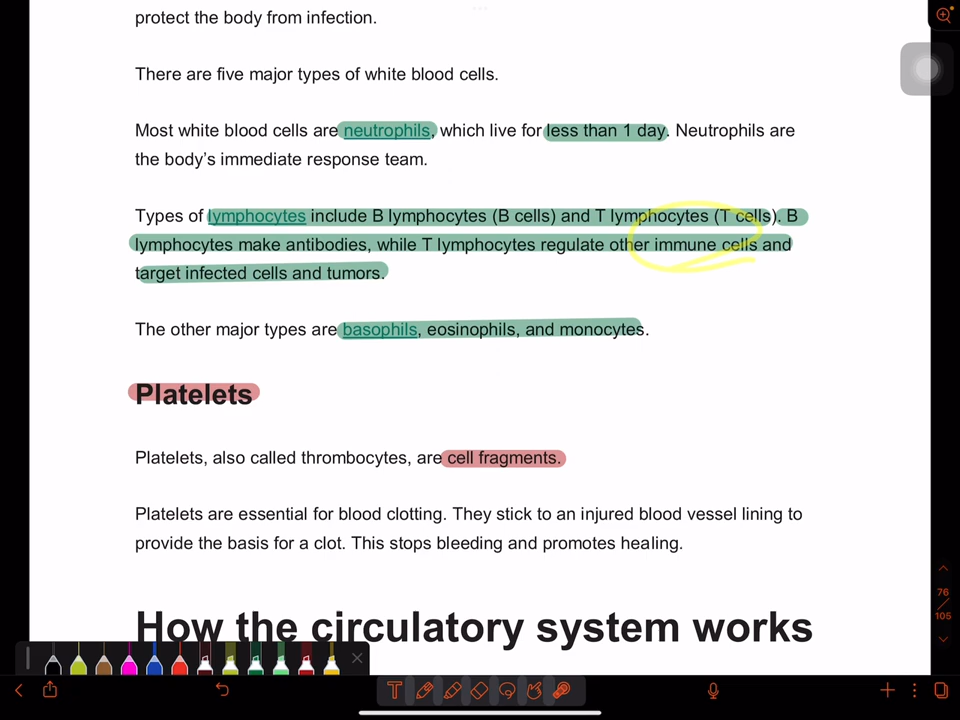 protect the body from infection.
There are five major types of white blood cells.
Most white blood cells are neutrophils, which live for less than 1 day. Neutrophils are
the body’s immediate response team.
Types of lymphocytes include B lymphocytes (B cells) and T lymphocytes (T cells). B
lymphocytes make antibodies, while T lymphocytes regulate other immune cells and
target infected cells and tumors.
The other major types are basophils, eosinophils, and monocytes.
Platelets
Platelets, also called thrombocytes, are cell fragments.
Platelets are essential for blood clotting. They stick to an injured blood vessel lining to
provide the basis for a clot. This stops bleeding and promotes healing.
76
105
How the circulatory system works